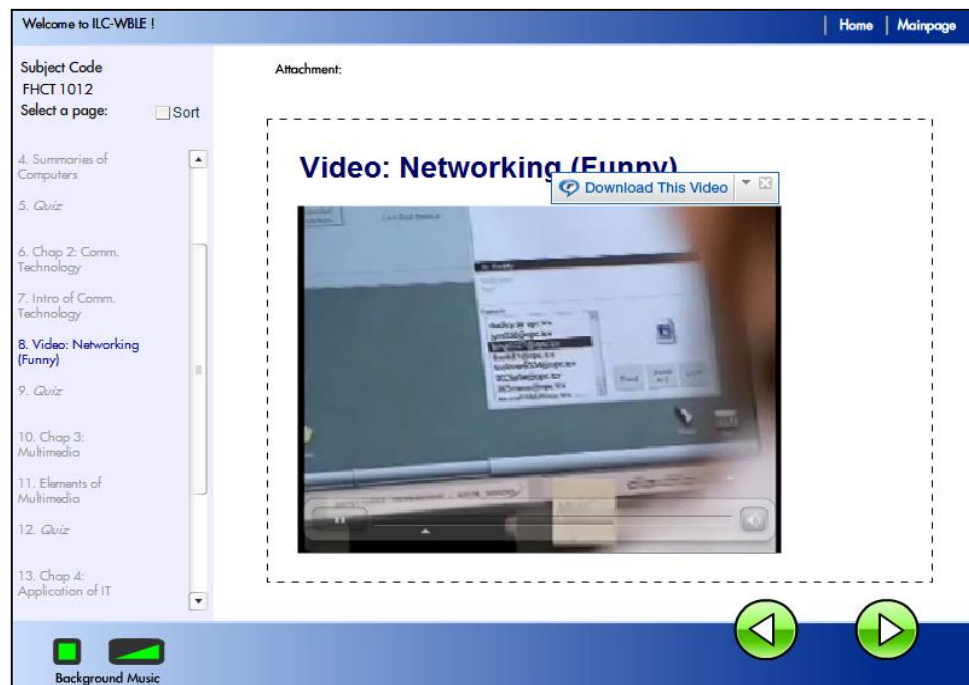 Welcome to ILC-WBLE !
Home
Mainpage
Subject Code
FHCT 1012
Select a page:
Sort
4. Summaries of
Computers
5. Quiz
6. Chap 2: Comm.
Technology
7. Intro of Comm.
Technology
8. Video: Networking
(Funny)
9. Quiz
10. Chap 3:
Multimedia
11. Elements of
Multimedia
12. Quiz
13. Chap 4:
Application of IT
Attachment:
Video: Networking (Funny)
Download This Video
Background Music